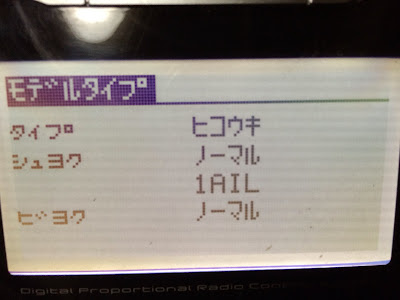 モデルタイプ
タイプ ヒコウキ
シュヨク ノーマル
1AIL
ビヨク ノーマル
Digital Proportional Radio